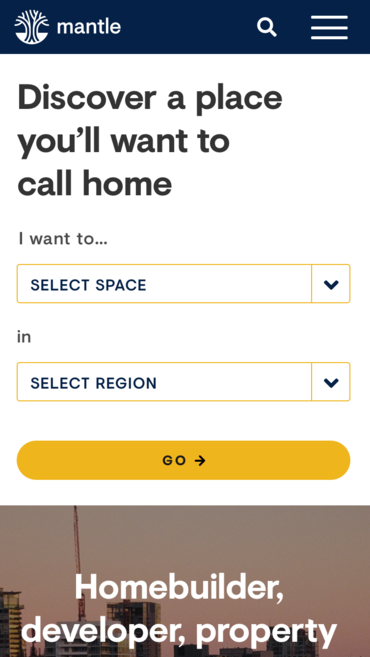 mantle
Discover a place
you’ll want to
call home
I want to...
SELECT SPACE
in
SELECT REGION
GO →
Homebuilder,
developer, property